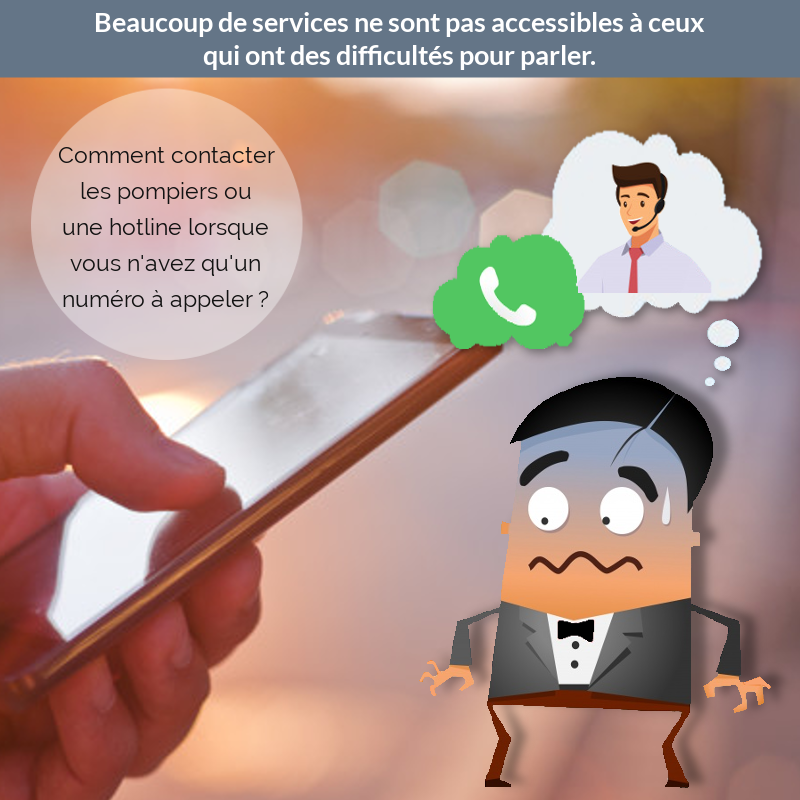 Beaucoup de services ne sont pas accessibles à ceux
qui ont des difficultés pour parler.
Comment contacter
les pompiers ou
une hotline lorsque
vous n'avez qu'un
numéro à appeler ?